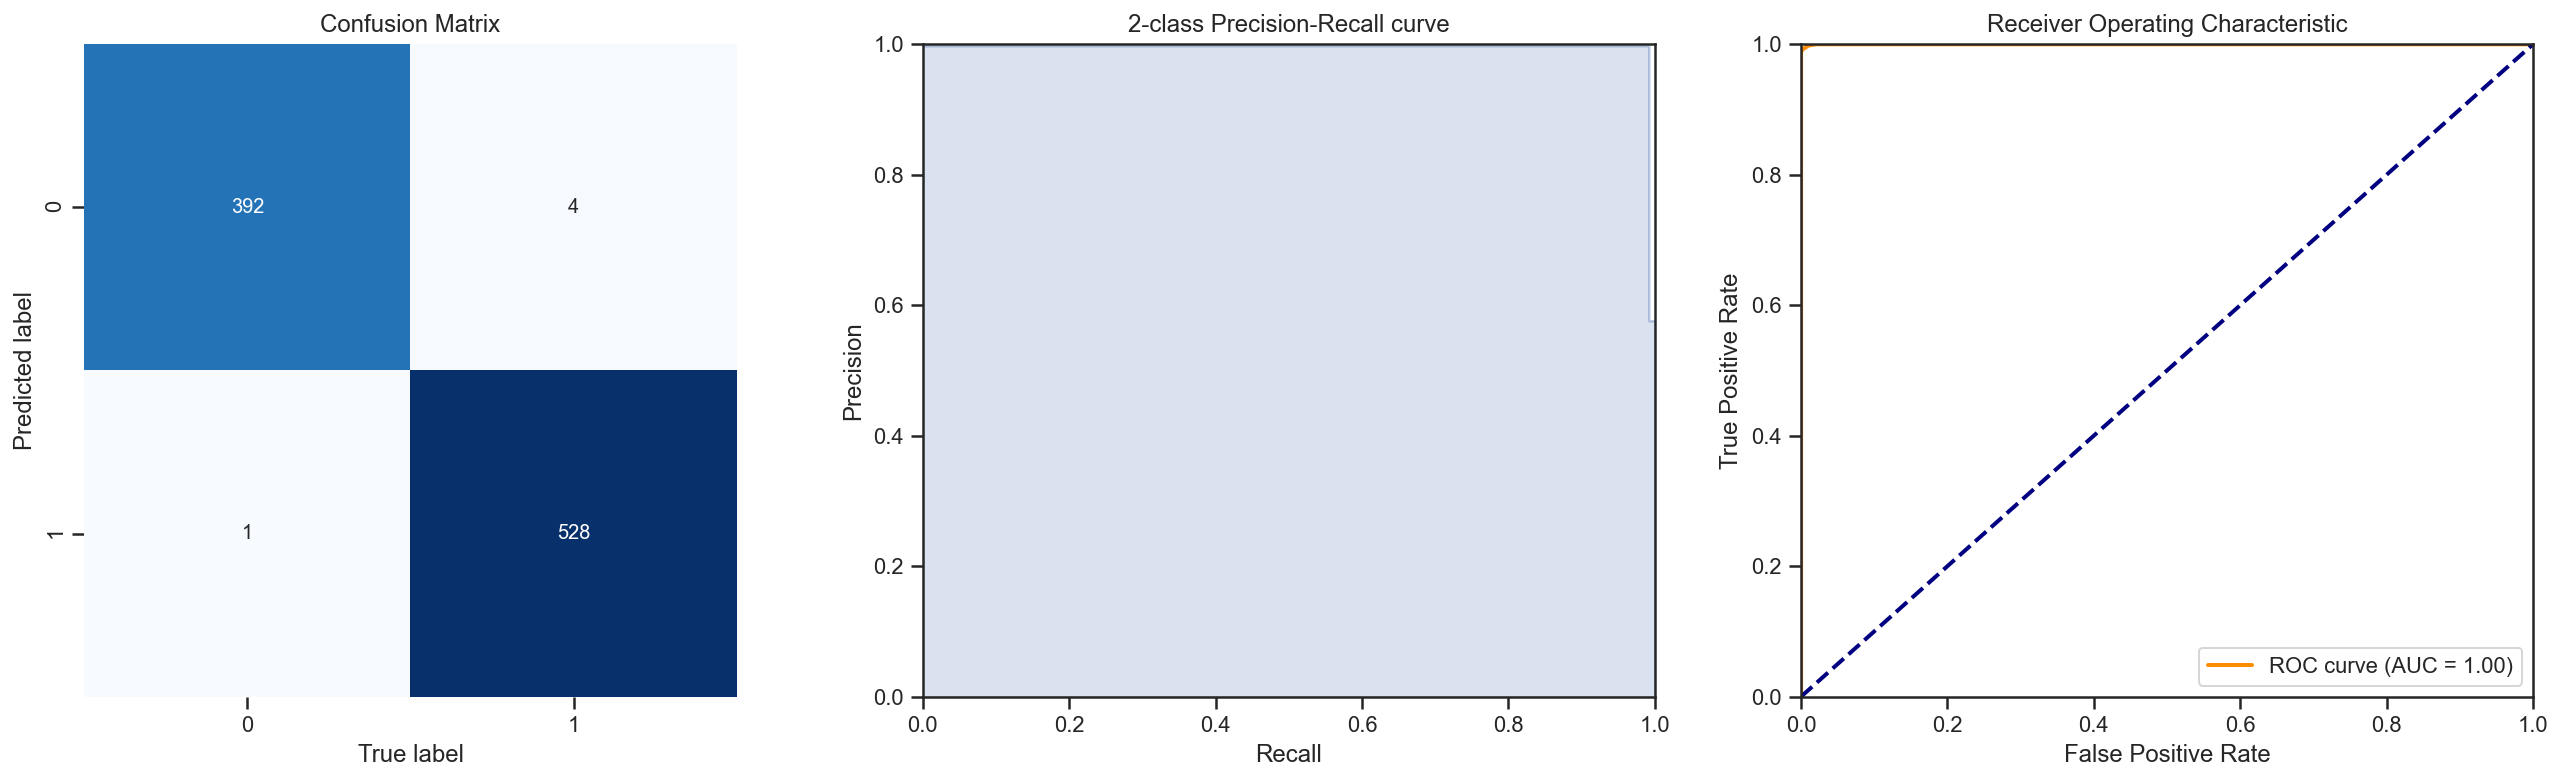 Confusion Matrix
Predicted label
0
1
392
4
1
528
0
1
True label
2-class Precision-Recall curve
Precision
1.0
0.8
0.6
0.4
0.2
0.0
0.0 0.2 0.4 0.6 0.8 1.0
Recall
Receiver Operating Characteristic
True Positive Rate
1.0
0.8
0.6
0.4
0.2
0.0
ROC curve (AUC = 1.00)
0.0 0.2 0.4 0.6 0.8 1.0
False Positive Rate